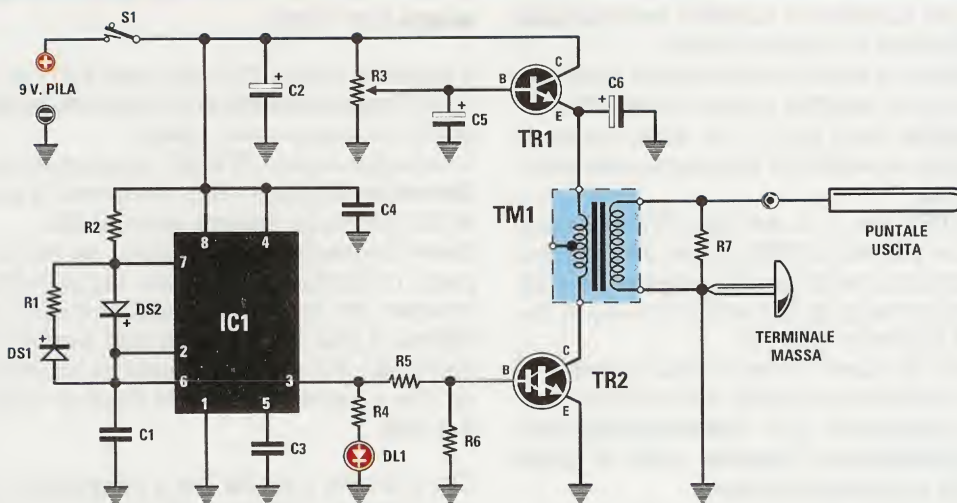 S1
9 V. PILA
C2
R3
C5
B
C
E
TR1
C6
R2
C4
TM1
R7
PUNTALE
USCITA
8
4
7
R1
DS2
IC1
DS1
2
6
3
R5
B
C
E
TR2
TERMINALE
MASSA
1
5
R4
R6
C1
C3
DL1